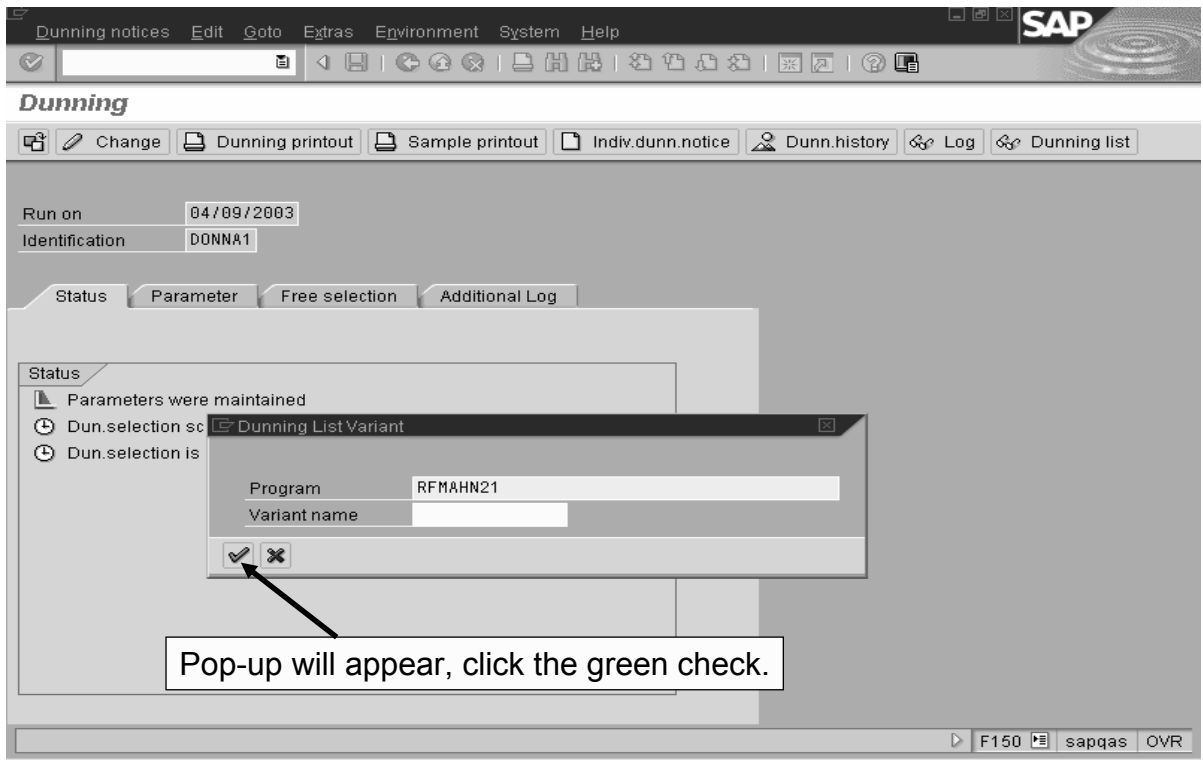 SAP
Dunning notices Edit Goto Extras Environment System Help
Dunning
Change Dunning printout Sample printout Indiv.dunn.notice Dunn.history Log Dunning list
Run on 04/09/2003
Identification DONNA1
Status Parameter Free selection Additional Log
Status
Parameters were maintained
Dun.selection sc
Dun.selection is
Dunning List Variant
Program RFMAHN21
Variant name
Pop-up will appear, click the green check.
F150 sapqas OVR